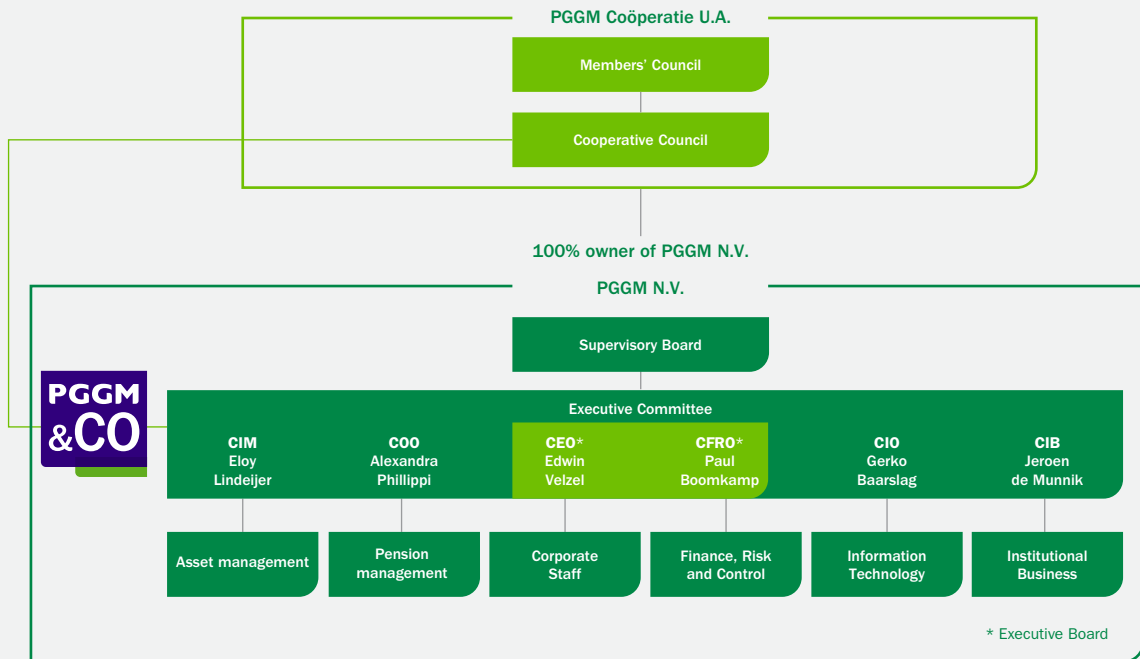 PGGM Coöperatie U.A.
Members' Council
Cooperative Council
100% owner of PGGM N.V.
PGGM N.V.
Supervisory Board
PGGM
&CO
Executive Committee
CIM
Eloy
Lindeijer
COO
Alexandra
Phillippi
CEO*
Edwin
Velzel
CFRO*
Paul
Boomkamp
CIO
Gerko
Baarslag
CIB
Jeroen
de Munnik
Asset management
Pension
management
Corporate
Staff
Finance, Risk
and Control
Information
Technology
Institutional
Business
* Executive Board